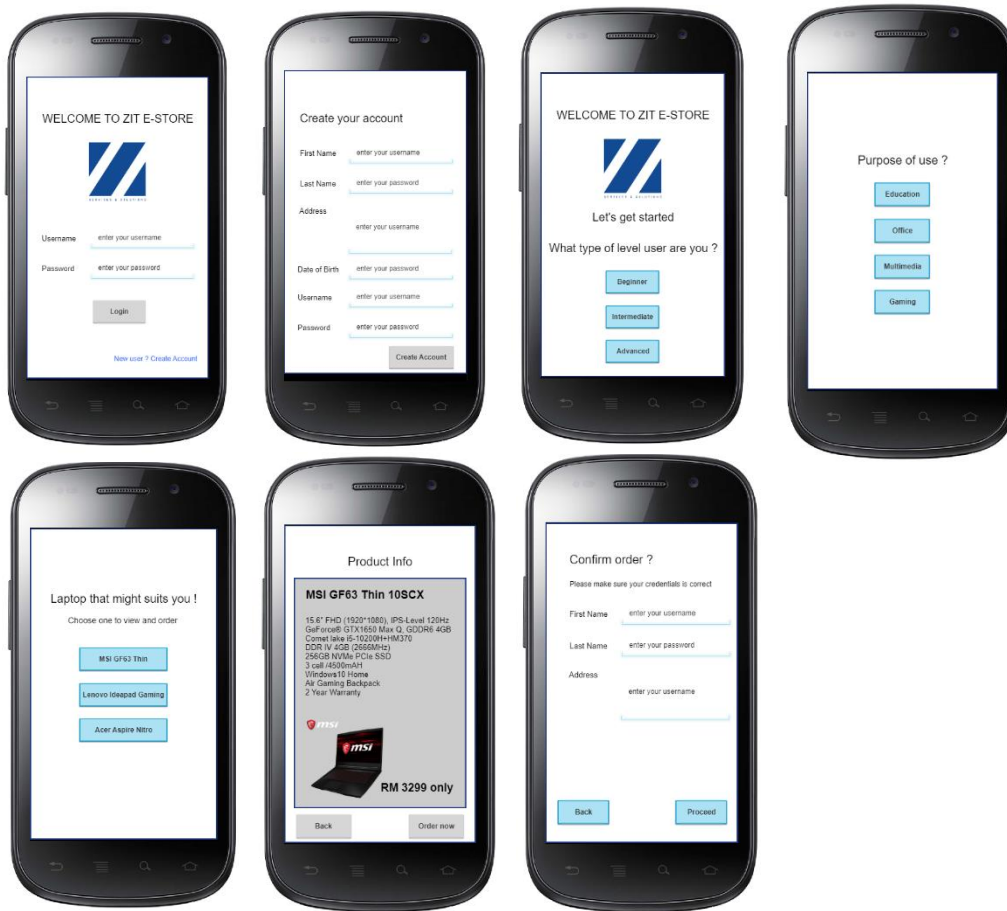 WELCOME TO ZIT E-STORE
SERVICES & SOLUTIONS
Username enter your username
Password enter your password
Login
New user ? Create Account
Create your account
First Name enter your username
Last Name enter your password
Address
enter your username
Date of Birth enter your password
Username enter your username
Password enter your password
Create Account
WELCOME TO ZIT E-STORE
SERVICES & SOLUTIONS
Let's get started
What type of level user are you ?
Beginner
Intermediate
Advanced
Purpose of use ?
Education
Office
Multimedia
Gaming
Laptop that might suits you !
Choose one to view and order
MSI GF63 Thin
Lenovo Ideapad Gaming
Acer Aspire Nitro
Product Info
MSI GF63 Thin 10SCX
15.6" FHD (1920*1080), IPS-Level 120Hz
GeForce® GTX1650 Max Q, GDDR6 4GB
Comet lake i5-10200H+HM370
DDR IV 4GB (2666MHz)
256GB NVMe PCIe SSD
3 cell /4500mAH
Windows10 Home
Air Gaming Backpack
2 Year Warranty
msi
msi
RM 3299 only
Back Order now
Confirm order ?
Please make sure your credentials is correct
First Name enter your username
Last Name enter your password
Address
enter your username
Back Proceed